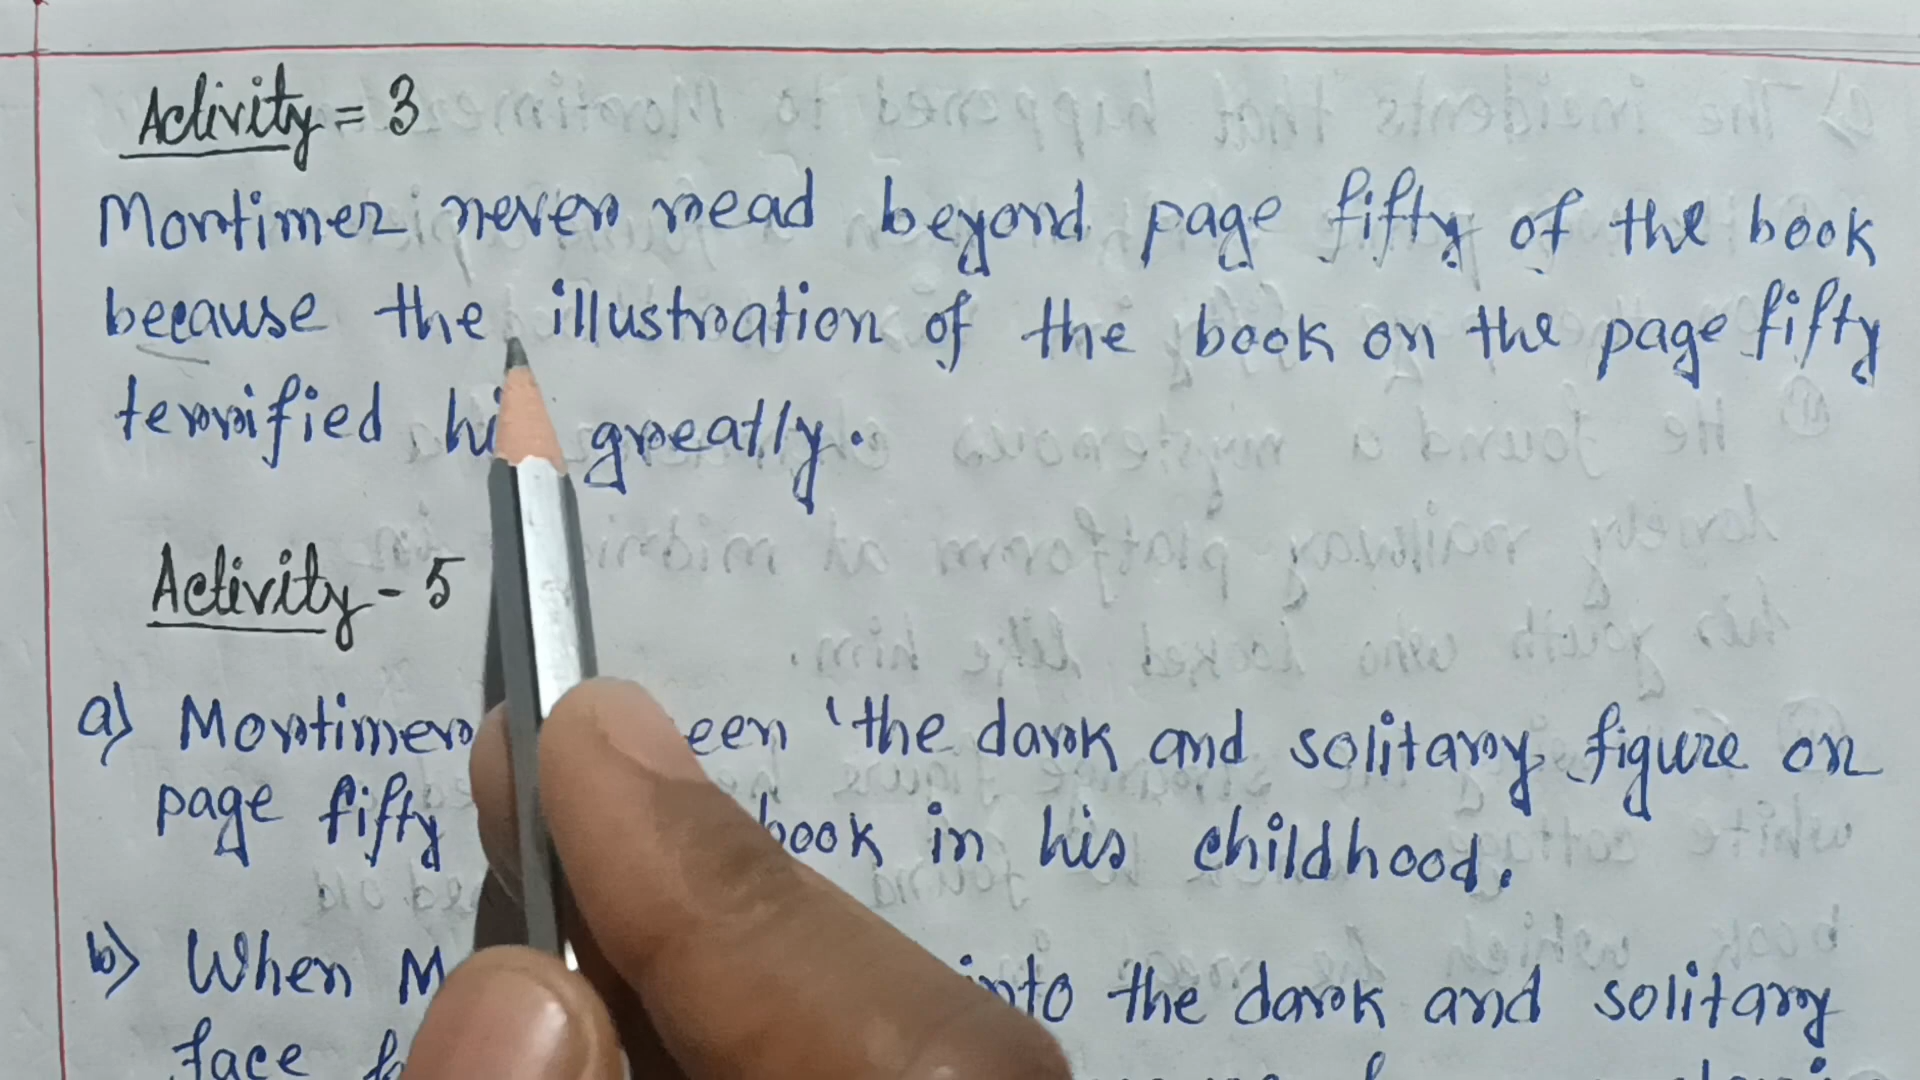 Activity = 3
Mortimer never read beyond page fifty of the book
because the illustration of the book on the page fifty
terrified greatly.
Activity - 5
a) Mortimer 'the dark and solitary figure on
page fifty book in his childhood.
b) When into the dark and solitary
face